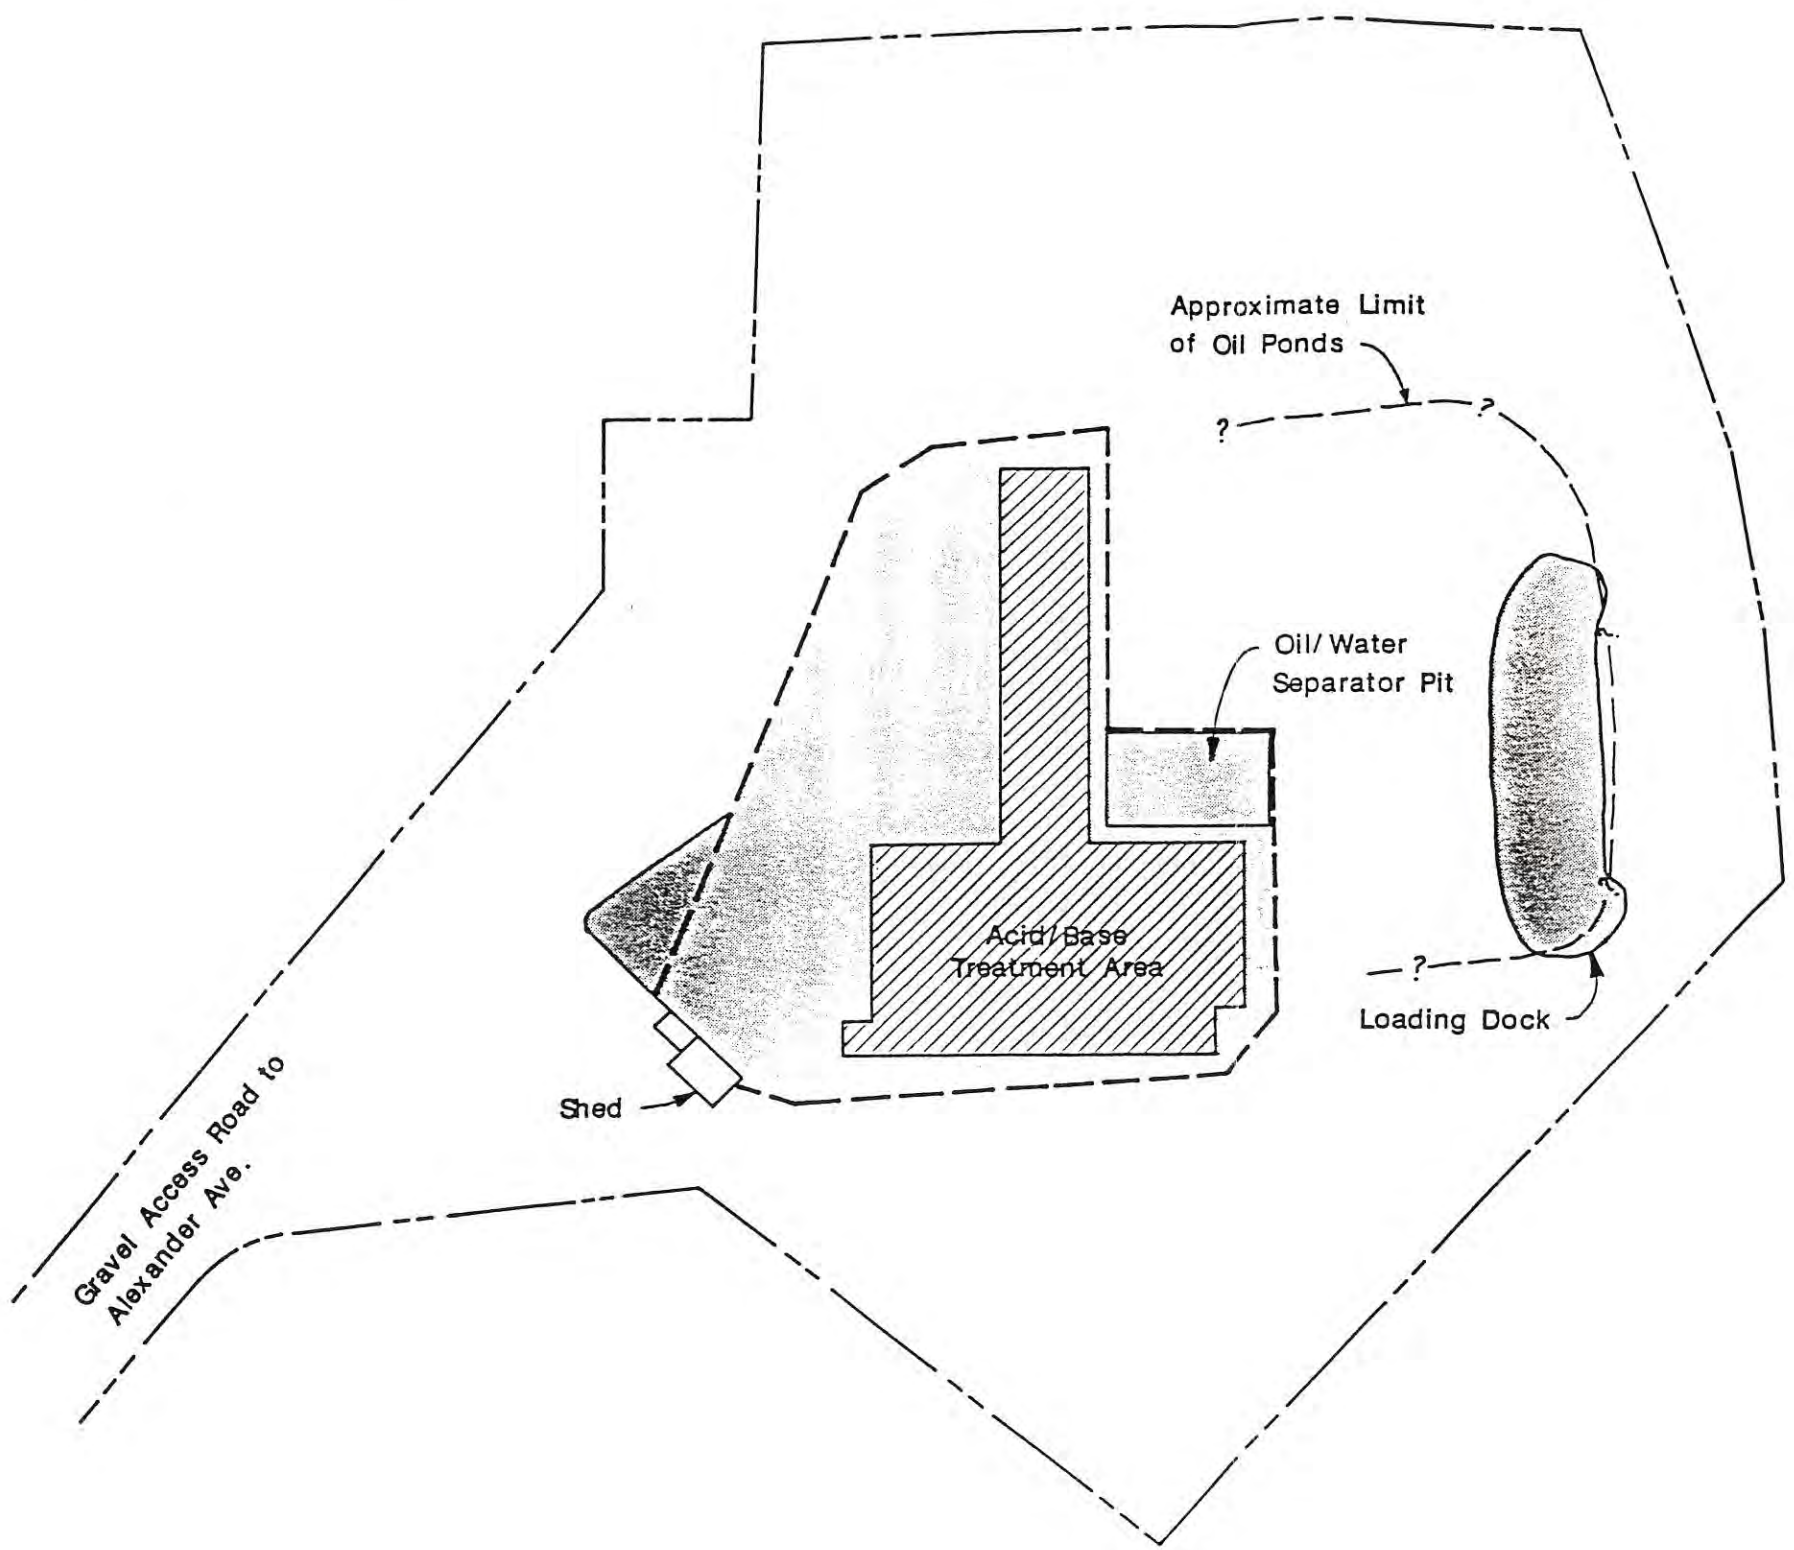 Approximate Limit
of Oil Ponds
?
?
Oil/Water
Separator Pit
Acid/Base
Treatment Area
?
Loading Dock
Shed
Gravel Access Road to
Alexander Ave.